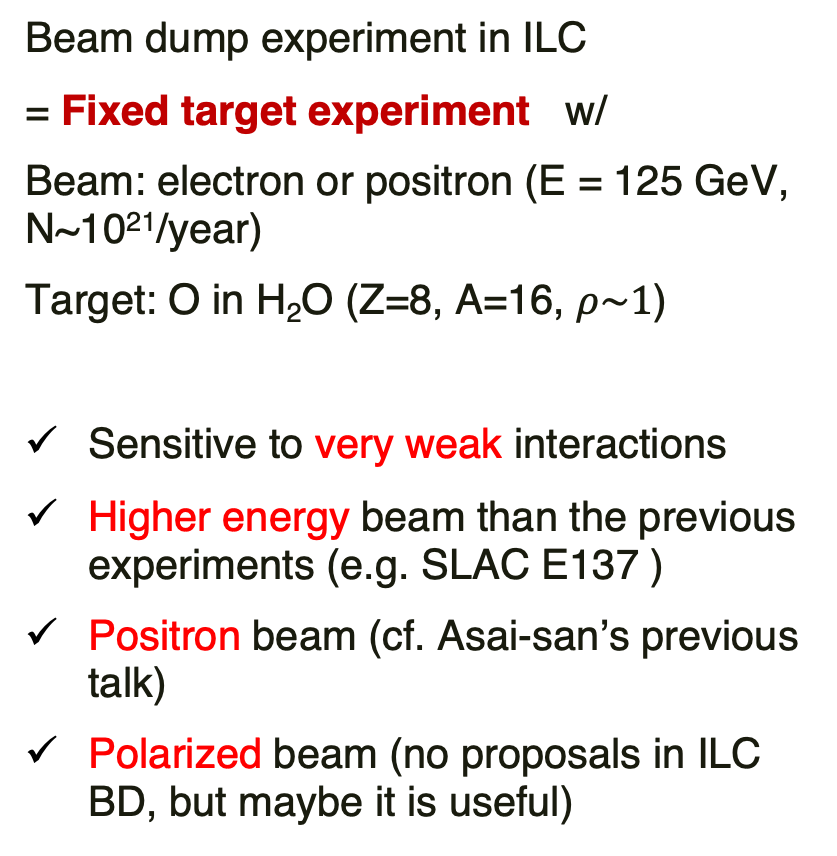 Beam dump experiment in ILC
= Fixed target experiment w/
Beam: electron or positron (E = 125 GeV,
N~10²¹/year)
Target: O in H₂O (Z=8, A=16, ρ~1)
✓ Sensitive to very weak interactions
✓ Higher energy beam than the previous
experiments (e.g. SLAC E137 )
✓ Positron beam (cf. Asai-san’s previous
talk)
✓ Polarized beam (no proposals in ILC
BD, but maybe it is useful)